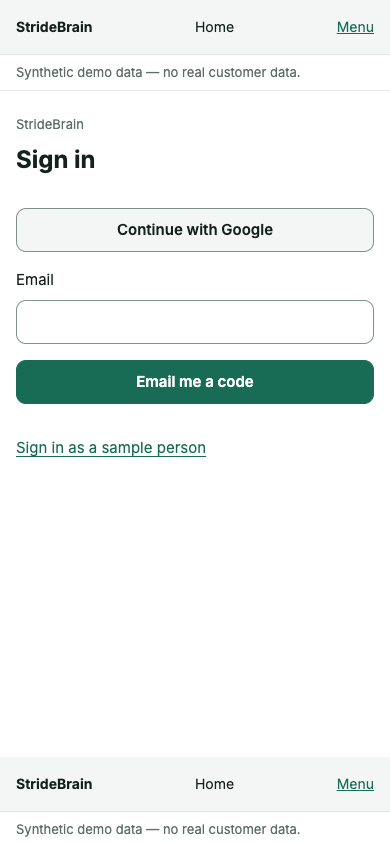 StrideBrain Home Menu
Synthetic demo data — no real customer data.
StrideBrain
Sign in
Continue with Google
Email
Email me a code
Sign in as a sample person
StrideBrain Home Menu
Synthetic demo data — no real customer data.